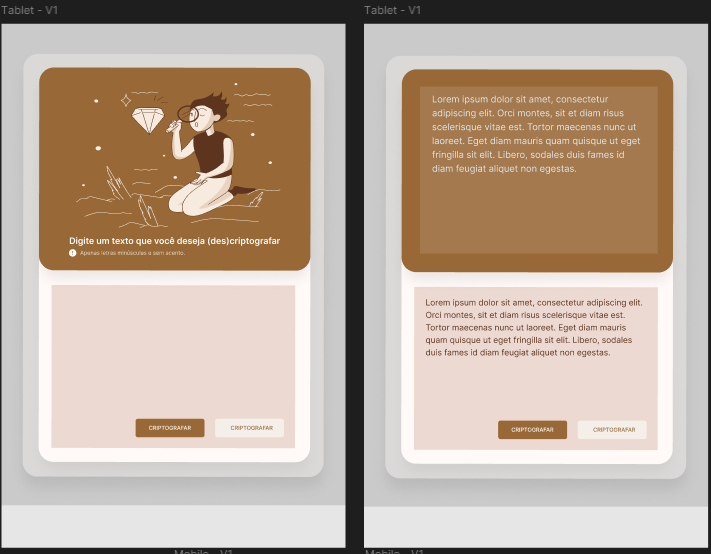 Tablet - V1
Digite um texto que você deseja (des)criptografar
Apenas letras minúsculas e sem acento.
CRIPTOGRAFAR
CRIPTOGRAFAR
Tablet - V1
Lorem ipsum dolor sit amet, consectetur
adipiscing elit. Orci montes, sit et diam risus
scelerisque vitae est. Tortor maecenas nunc ut
laoreet. Eget diam mauris quam quisque ut eget
fringilla sit elit. Libero, sodales duis fames id
diam feugiat aliquet non egestas.
Lorem ipsum dolor sit amet, consectetur adipiscing elit.
Orci montes, sit et diam risus scelerisque vitae est.
Tortor maecenas nunc ut laoreet. Eget diam mauris
quam quisque ut eget fringilla sit elit. Libero, sodales
duis fames id diam feugiat aliquet non egestas.
CRIPTOGRAFAR
CRIPTOGRAFAR
Mobile - V1
Mobile - V1